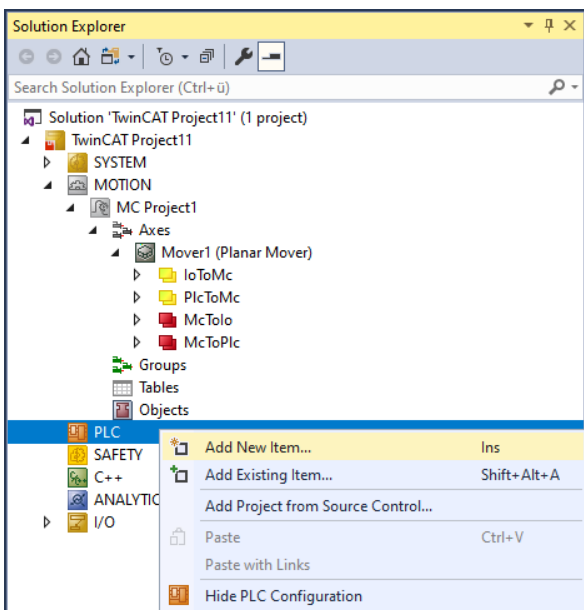 Solution Explorer
Search Solution Explorer (Ctrl+ü)
Solution 'TwinCAT Project11' (1 project)
TwinCAT Project11
SYSTEM
MOTION
MC Project1
Axes
Mover1 (Planar Mover)
IoToMc
PlcToMc
McToIo
McToPlc
Groups
Tables
Objects
PLC
Add New Item... Ins
SAFETY
Add Existing Item... Shift+Alt+A
C++
ANALYTIC
Add Project from Source Control...
I/O
Paste Ctrl+V
Paste with Links
Hide PLC Configuration